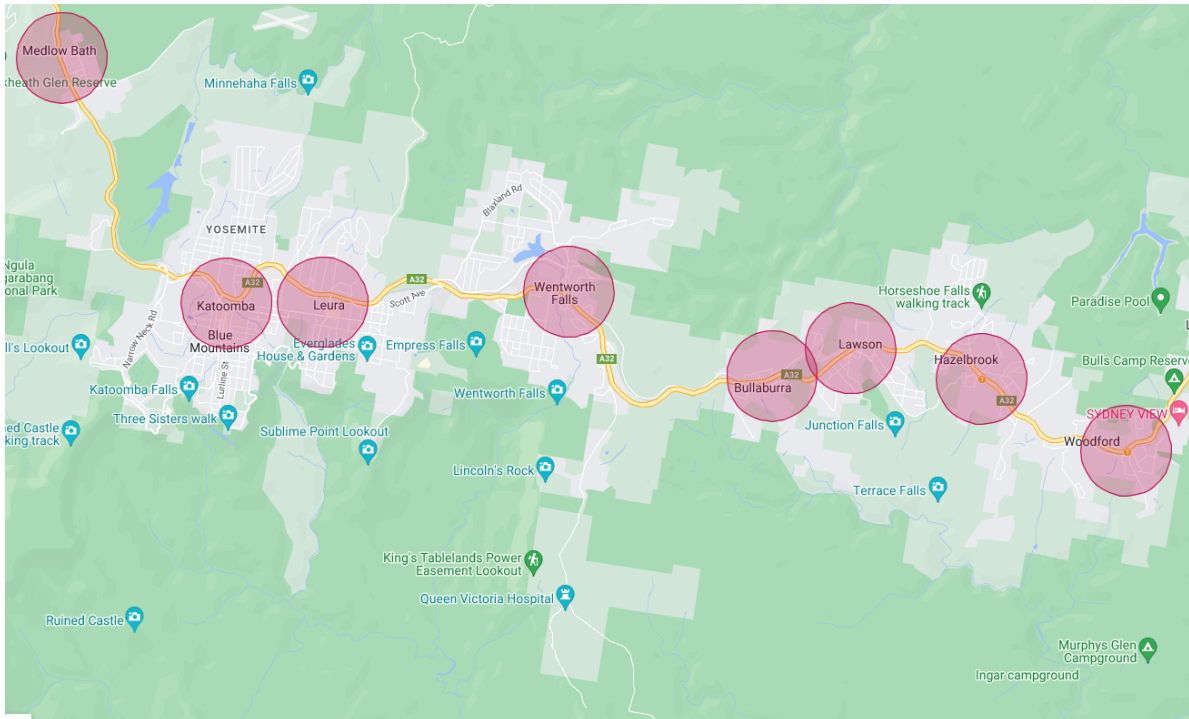 Medlow Bath
kheath Glen Reserve
Minnehaha Falls
Blaxland Rd
YOSEMITE
Ngula
garabang
onal Park
A32
A32
Scott Ave
Katoomba
Leura
Wentworth
Falls
Horseshoe Falls
walking track
Paradise Pool
L
Narrow Neck Rd
Blue
Mountains
Everglades
House & Gardens
Empress Falls
ll's Lookout
A32
Lawson
Hazelbrook
Bulls Camp Reserve
Katoomba Falls
Lurline St
Wentworth Falls
Bullaburra
A32
A32
Three Sisters walk
SYDNEY VIEW
ned Castle
king track
Sublime Point Lookout
Junction Falls
Woodford
Lincoln's Rock
Terrace Falls
King's Tablelands Power
Easement Lookout
Queen Victoria Hospital
Ruined Castle
Murphys Glen
Campground
Ingar campground